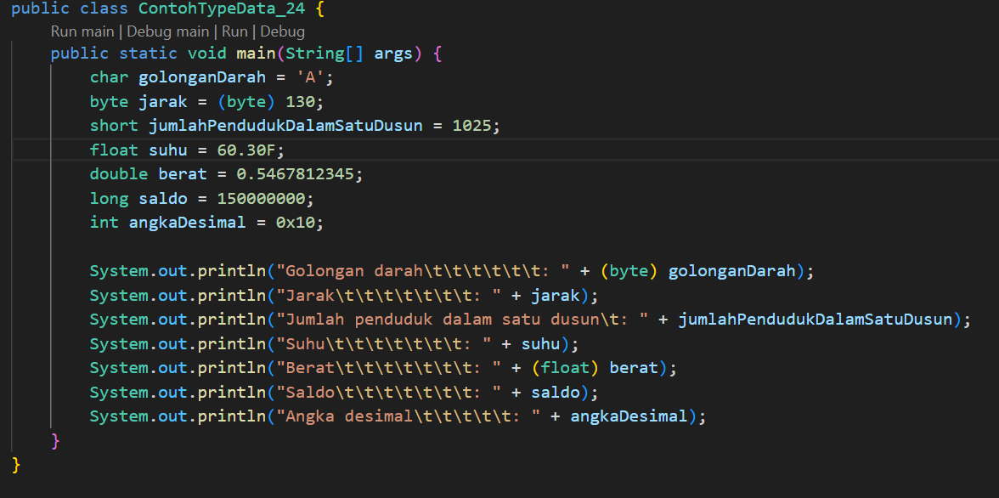 public class ContohTypeData_24 {
Run main | Debug main | Run | Debug
public static void main(String[] args) {
char golonganDarah = 'A';
byte jarak = (byte) 130;
short jumlahPendudukDalamSatuDusun = 1025;
float suhu = 60.30F;
double berat = 0.5467812345;
long saldo = 150000000;
int angkaDesimal = 0x10;
System.out.println("Golongan darah\t\t\t\t\t\t: " + (byte) golonganDarah);
System.out.println("Jarak\t\t\t\t\t\t\t: " + jarak);
System.out.println("Jumlah penduduk dalam satu dusun\t: " + jumlahPendudukDalamSatuDusun);
System.out.println("Suhu\t\t\t\t\t\t\t: " + suhu);
System.out.println("Berat\t\t\t\t\t\t\t: " + (float) berat);
System.out.println("Saldo\t\t\t\t\t\t\t: " + saldo);
System.out.println("Angka desimal\t\t\t\t\t: " + angkaDesimal);
}
}